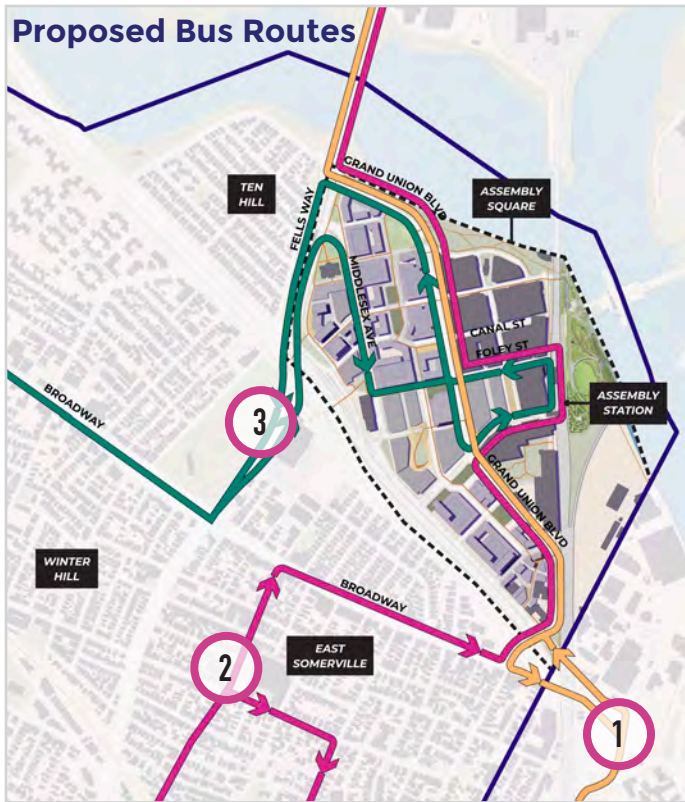 Proposed Bus Routes
GRAND UNION BLVD
TEN
HILL
ASSEMBLY
SQUARE
FELLS WAY
MIDDLESEX AVE
CANAL ST
FOLEY ST
BROADWAY
ASSEMBLY
STATION
3
GRAND UNION BLVD
WINTER
HILL
BROADWAY
EAST
SOMERVILLE
2
1